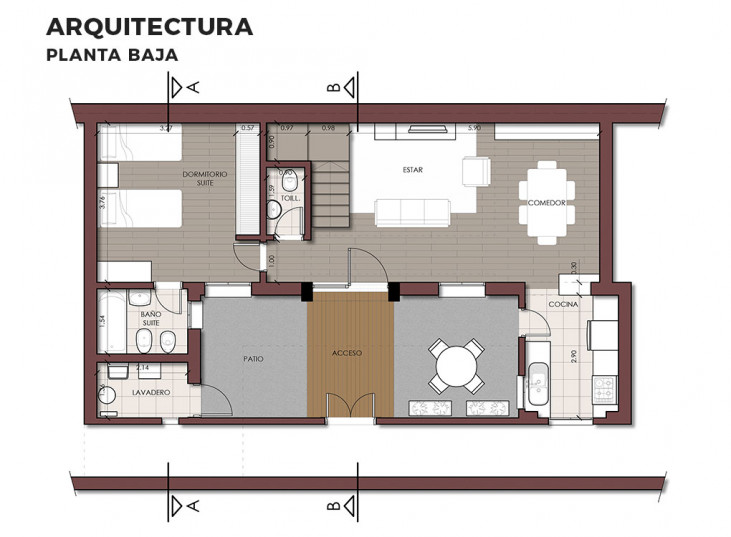 ARQUITECTURA
PLANTA BAJA
A
B
3.27
0.57
0.97
0.98
5.90
0.90
0.90
ESTAR
DORMITORIO
SUITE
1.59
TOILL.
3.76
COMEDOR
1.00
0.30
COCINA
BAÑO
SUITE
1.54
PATIO
ACCESO
2.90
2.14
LAVADERO
A
B